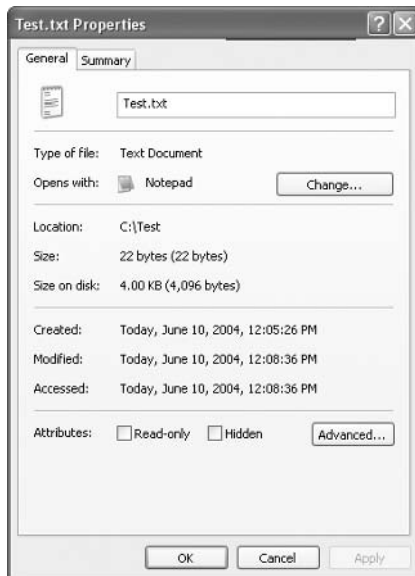 Test.txt Properties
General Summary
Test.txt
Type of file: Text Document
Opens with: Notepad Change...
Location: C:\Test
Size: 22 bytes (22 bytes)
Size on disk: 4.00 KB (4,096 bytes)
Created: Today, June 10, 2004, 12:05:26 PM
Modified: Today, June 10, 2004, 12:08:36 PM
Accessed: Today, June 10, 2004, 12:08:36 PM
Attributes: Read-only Hidden Advanced...
OK Cancel Apply